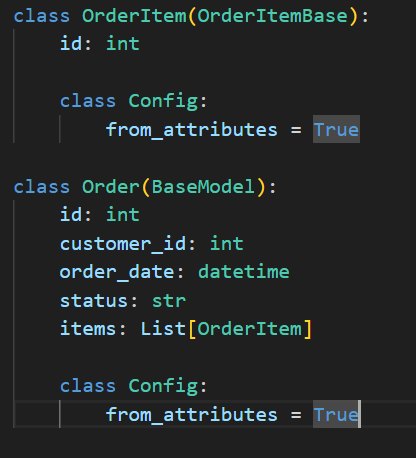 class OrderItem(OrderItemBase):
    id: int
    class Config:
        from_attributes = True
class Order(BaseModel):
    id: int
    customer_id: int
    order_date: datetime
    status: str
    items: List[OrderItem]
    class Config:
        from_attributes = True